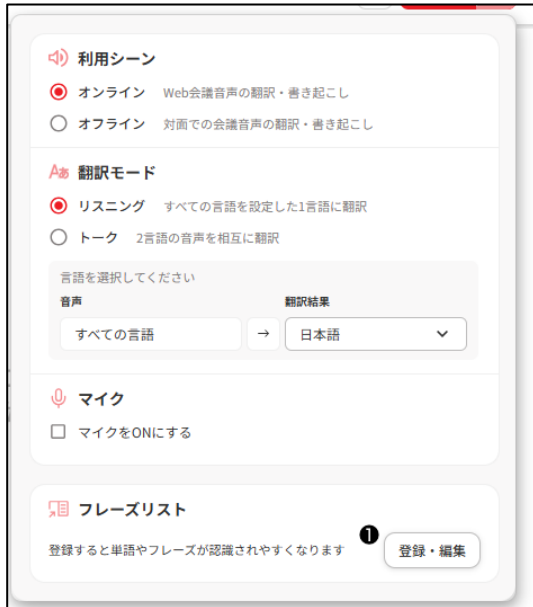 利用シーン
オンライン Web会議音声の翻訳・書き起こし
オフライン 対面での会議音声の翻訳・書き起こし
Aあ 翻訳モード
リスニング すべての言語を設定した1言語に翻訳
トーク 2言語の音声を相互に翻訳
言語を選択してください
音声 翻訳結果
すべての言語 → 日本語
マイク
マイクをONにする
フレーズリスト
登録すると単語やフレーズが認識されやすくなります ❶ 登録・編集